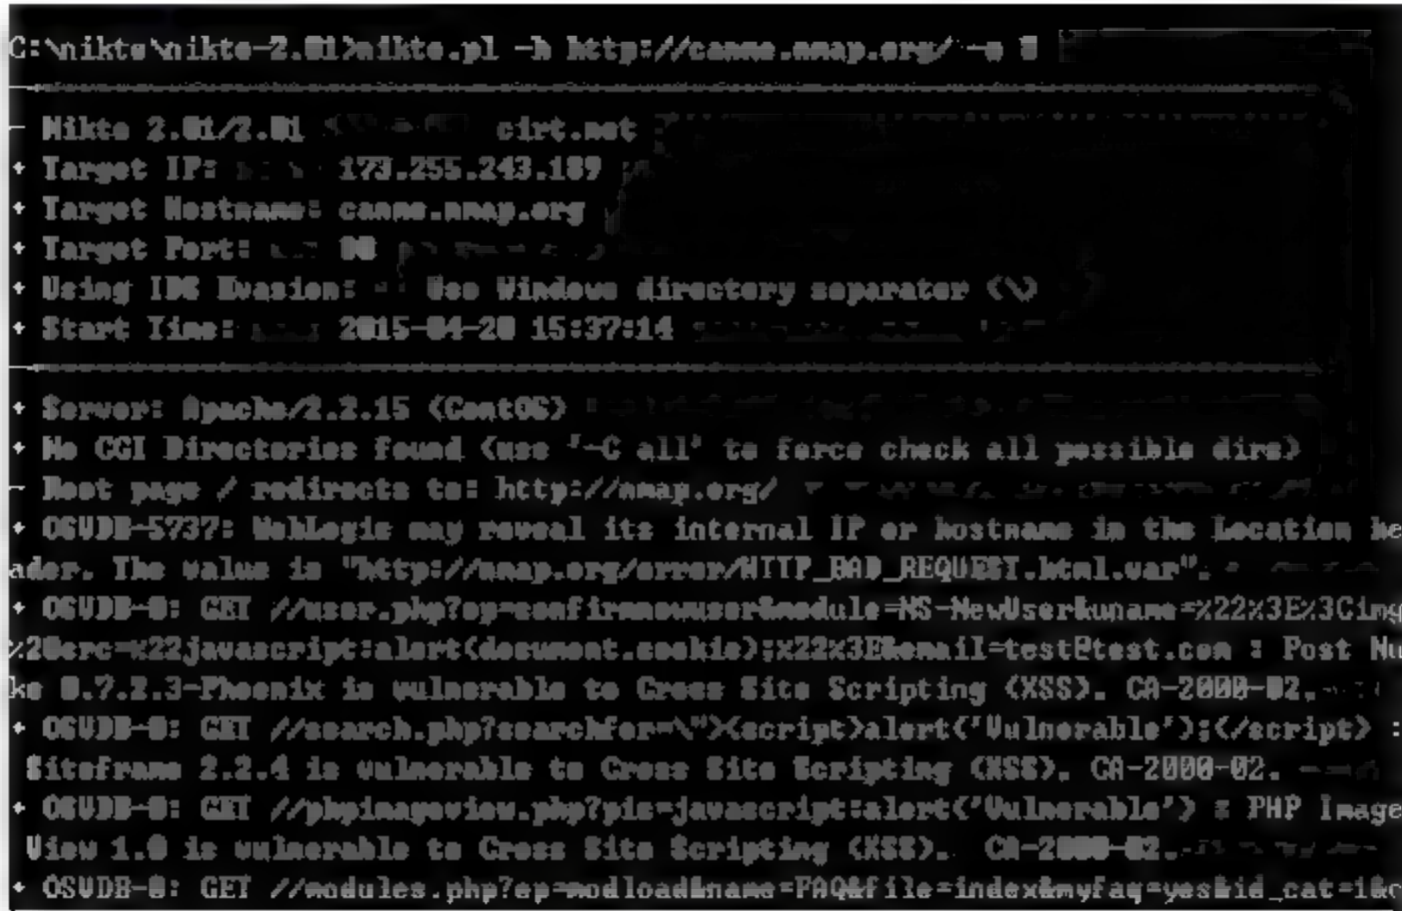 C:\nikto\nikto-2.01>nikto.pl -h http://canme.nmap.org/ -e 8
- Nikto 2.01/2.01 cirt.net
+ Target IP: 173.255.243.189
+ Target Hostname: canme.nmap.org
+ Target Port: 80
+ Using IDS Evasion: Use Windows directory separator (\)
+ Start Time: 2015-04-20 15:37:14
+ Server: Apache/2.2.15 (CentOS)
+ No CGI Directories found (use '-C all' to force check all possible dirs)
- Root page / redirects to: http://nmap.org/
+ OSVDB-5737: WebLogic may reveal its internal IP or hostname in the Location he
ader. The value is "http://nmap.org/error/HTTP_BAD_REQUEST.html.var".
+ OSVDB-0: GET //user.php?op=confirmnewuser&module=NS-NewUser&uname=%22%3E%3Cimg
%20src=%22javascript:alert(document.cookie);%22%3E&email=test@test.com : Post Nu
ke 0.7.2.3-Phoenix is vulnerable to Cross Site Scripting (XSS). CA-2000-02.
+ OSVDB-0: GET //search.php?searchfor=\"><script>alert('Vulnerable');</script> :
Siteframe 2.2.4 is vulnerable to Cross Site Scripting (XSS). CA-2000-02.
+ OSVDB-0: GET //phpimageview.php?pic=javascript:alert('Vulnerable') : PHP Image
View 1.0 is vulnerable to Cross Site Scripting (XSS). CA-2000-02.
+ OSVDB-0: GET //modules.php?op=modload&name=FAQ&file=index&myfaq=yes&id_cat=1&c